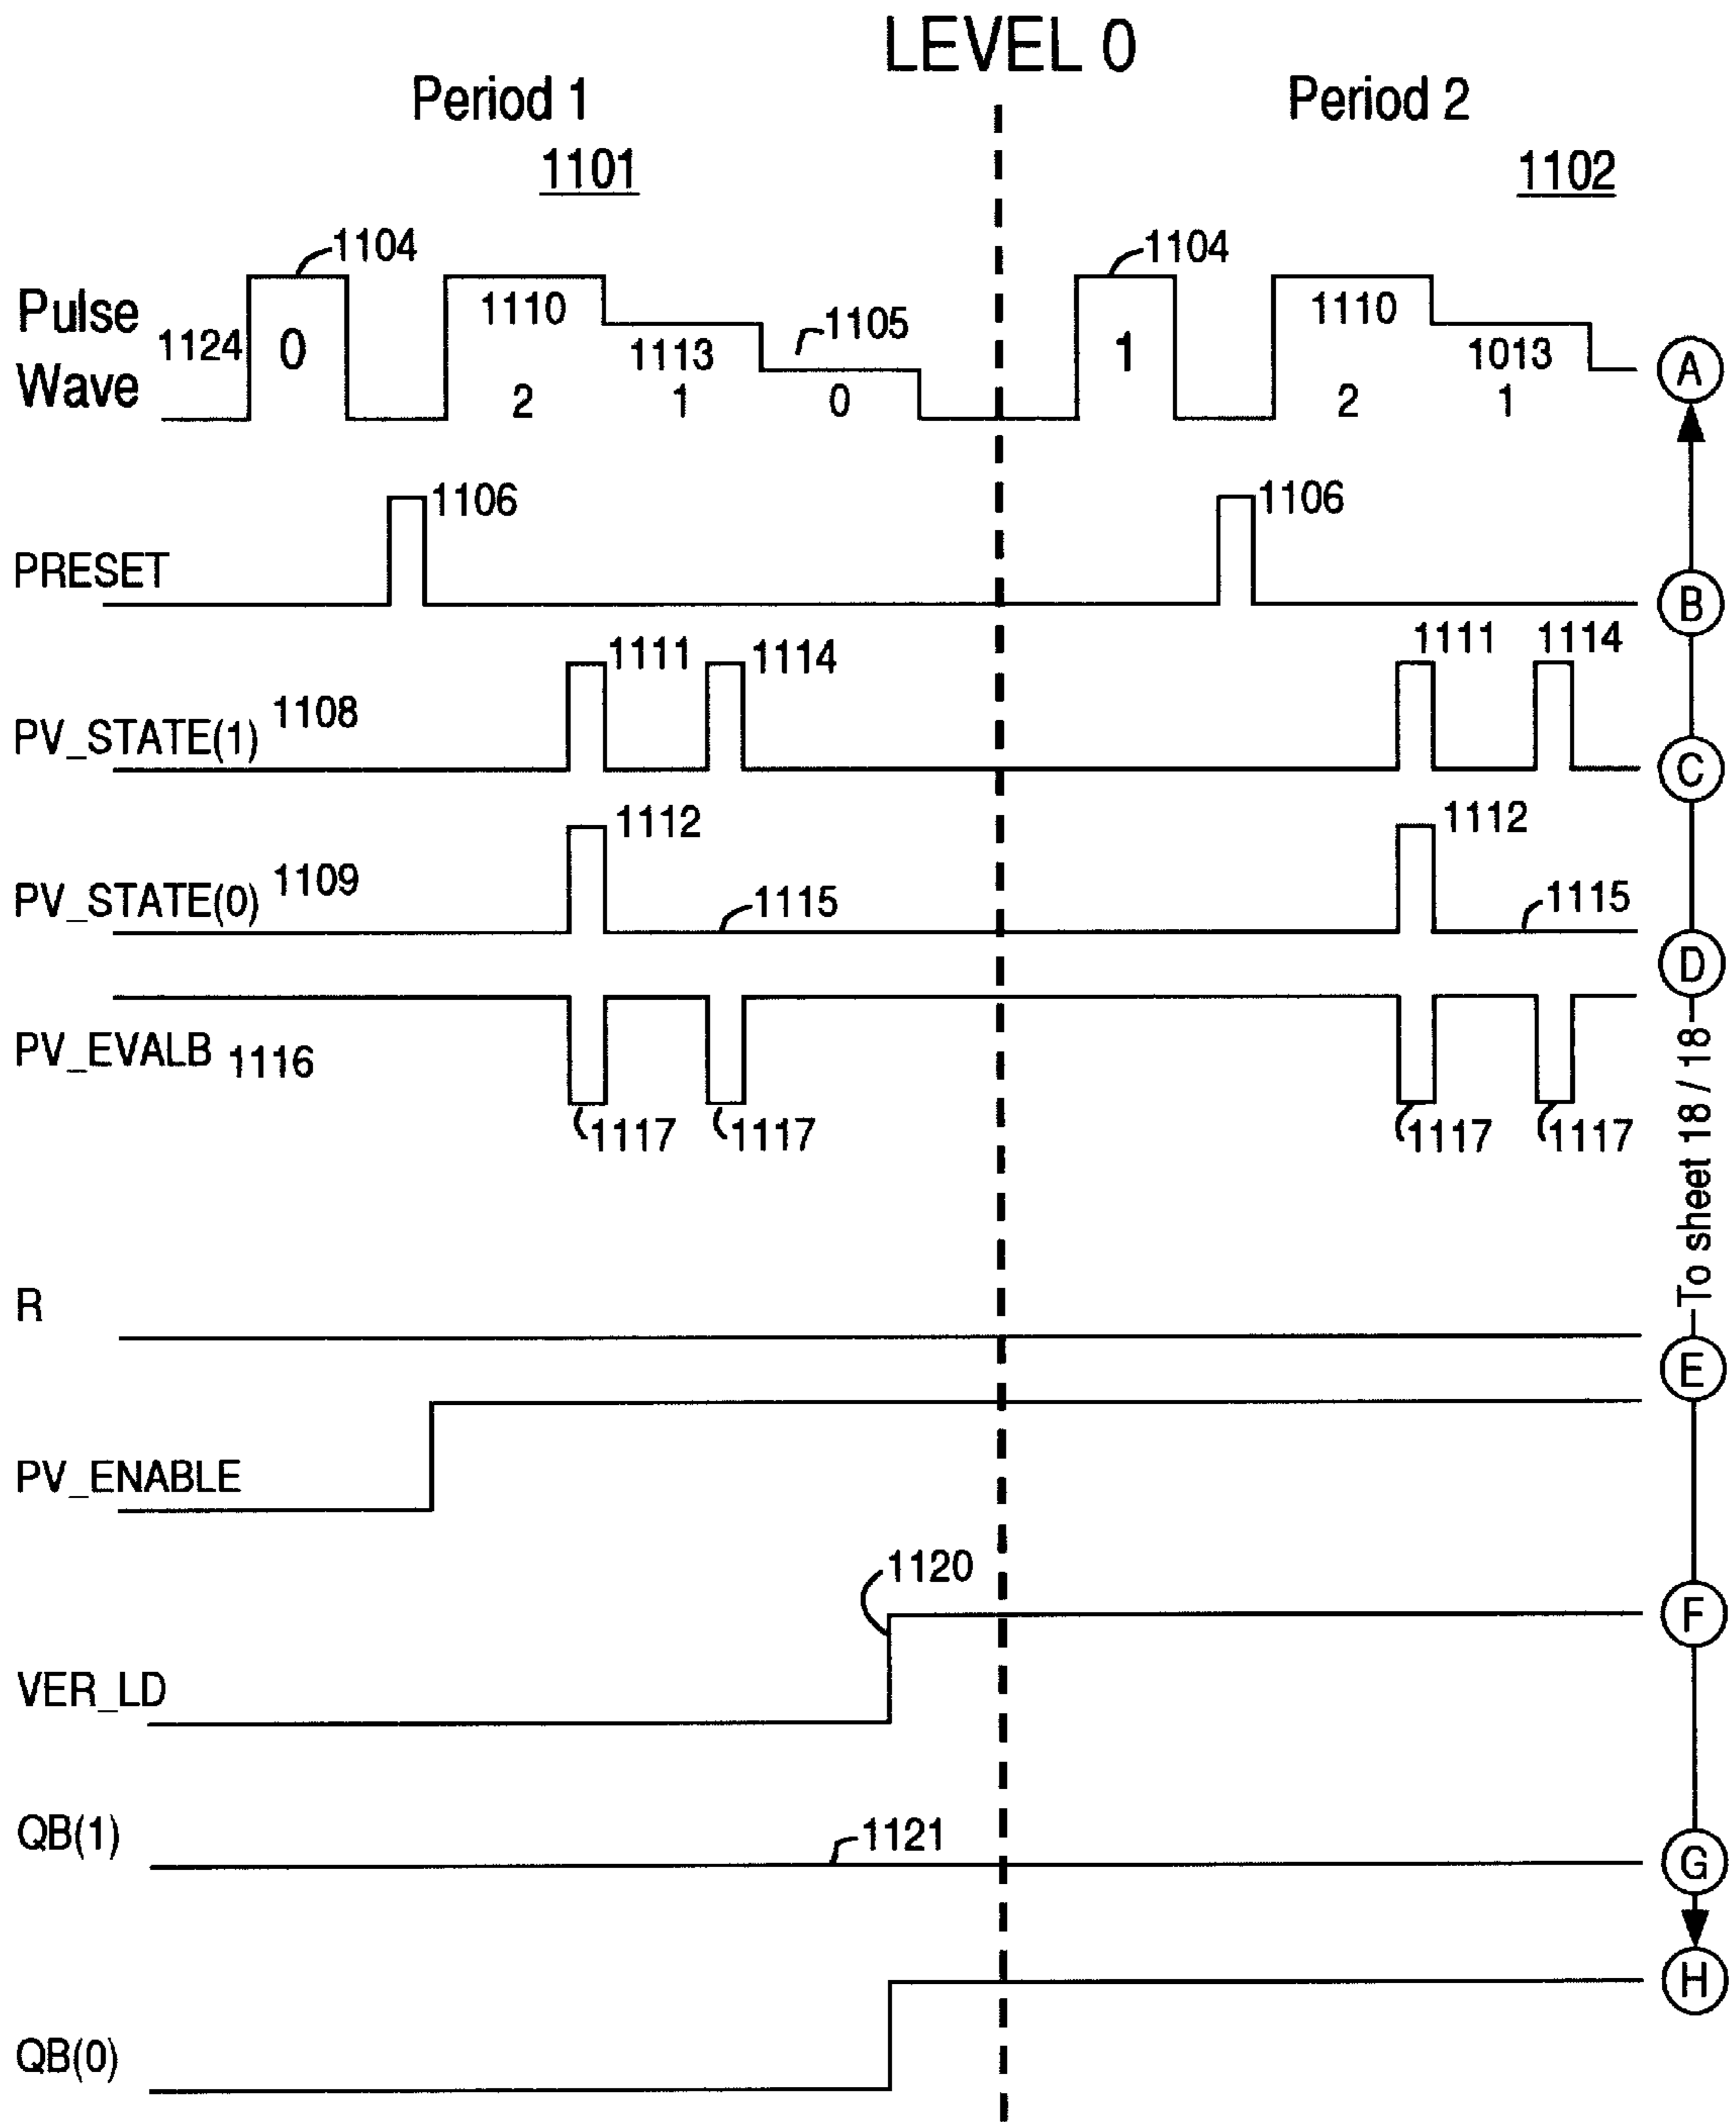 LEVEL 0
Period 1
Period 2
1101
1102
1104
1104
Pulse
Wave
1124
0
1110
2
1113
1
1105
0
1
1110
2
1013
1
A
1106
1106
PRESET
B
1111
1114
1111
1114
PV_STATE(1)
1108
C
1112
1112
PV_STATE(0)
1109
1115
1115
D
PV_EVALB
1116
1117
1117
1117
1117
To sheet 18 / 18
R
E
PV_ENABLE
1120
F
VER_LD
QB(1)
1121
G
H
QB(0)